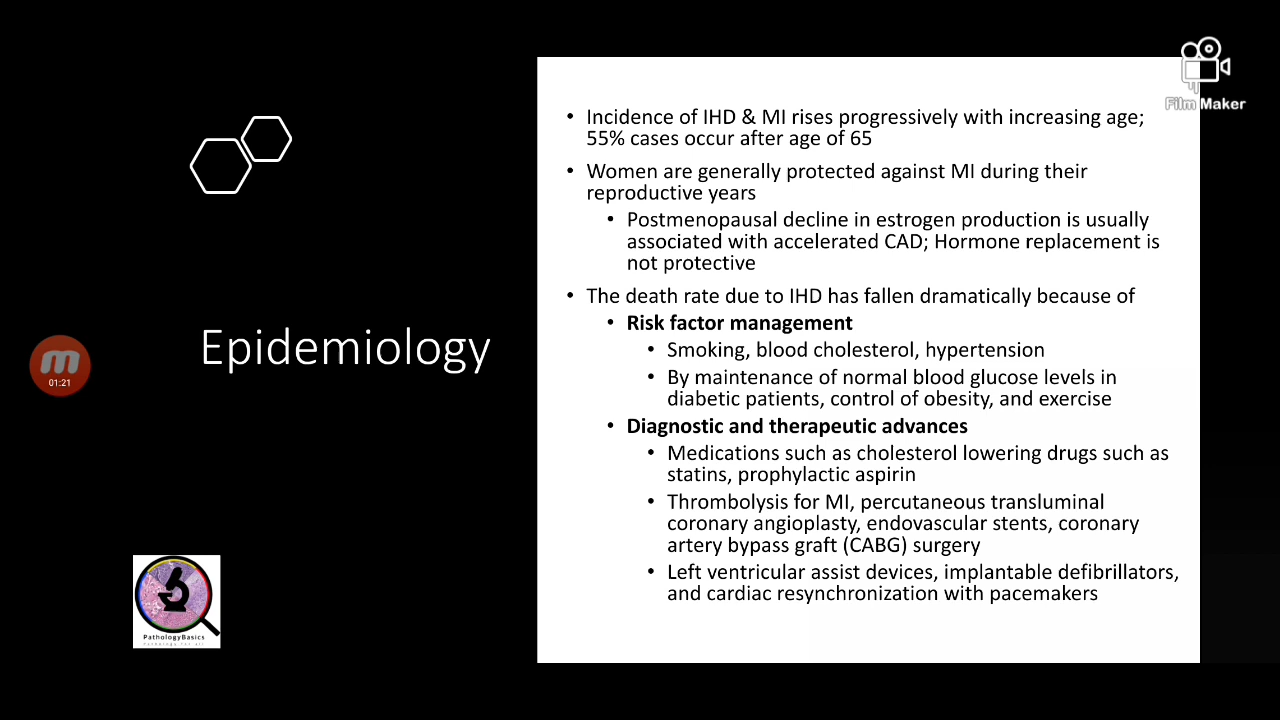 Film Maker
• Incidence of IHD & MI rises progressively with increasing age;
55% cases occur after age of 65
• Women are generally protected against MI during their
reproductive years
• Postmenopausal decline in estrogen production is usually
associated with accelerated CAD; Hormone replacement is
not protective
• The death rate due to IHD has fallen dramatically because of
• Risk factor management
• Smoking, blood cholesterol, hypertension
• By maintenance of normal blood glucose levels in
diabetic patients, control of obesity, and exercise
• Diagnostic and therapeutic advances
• Medications such as cholesterol lowering drugs such as
statins, prophylactic aspirin
• Thrombolysis for MI, percutaneous transluminal
coronary angioplasty, endovascular stents, coronary
artery bypass graft (CABG) surgery
• Left ventricular assist devices, implantable defibrillators,
and cardiac resynchronization with pacemakers
Epidemiology
m
01:21
PathologyBasics
Pathology for all